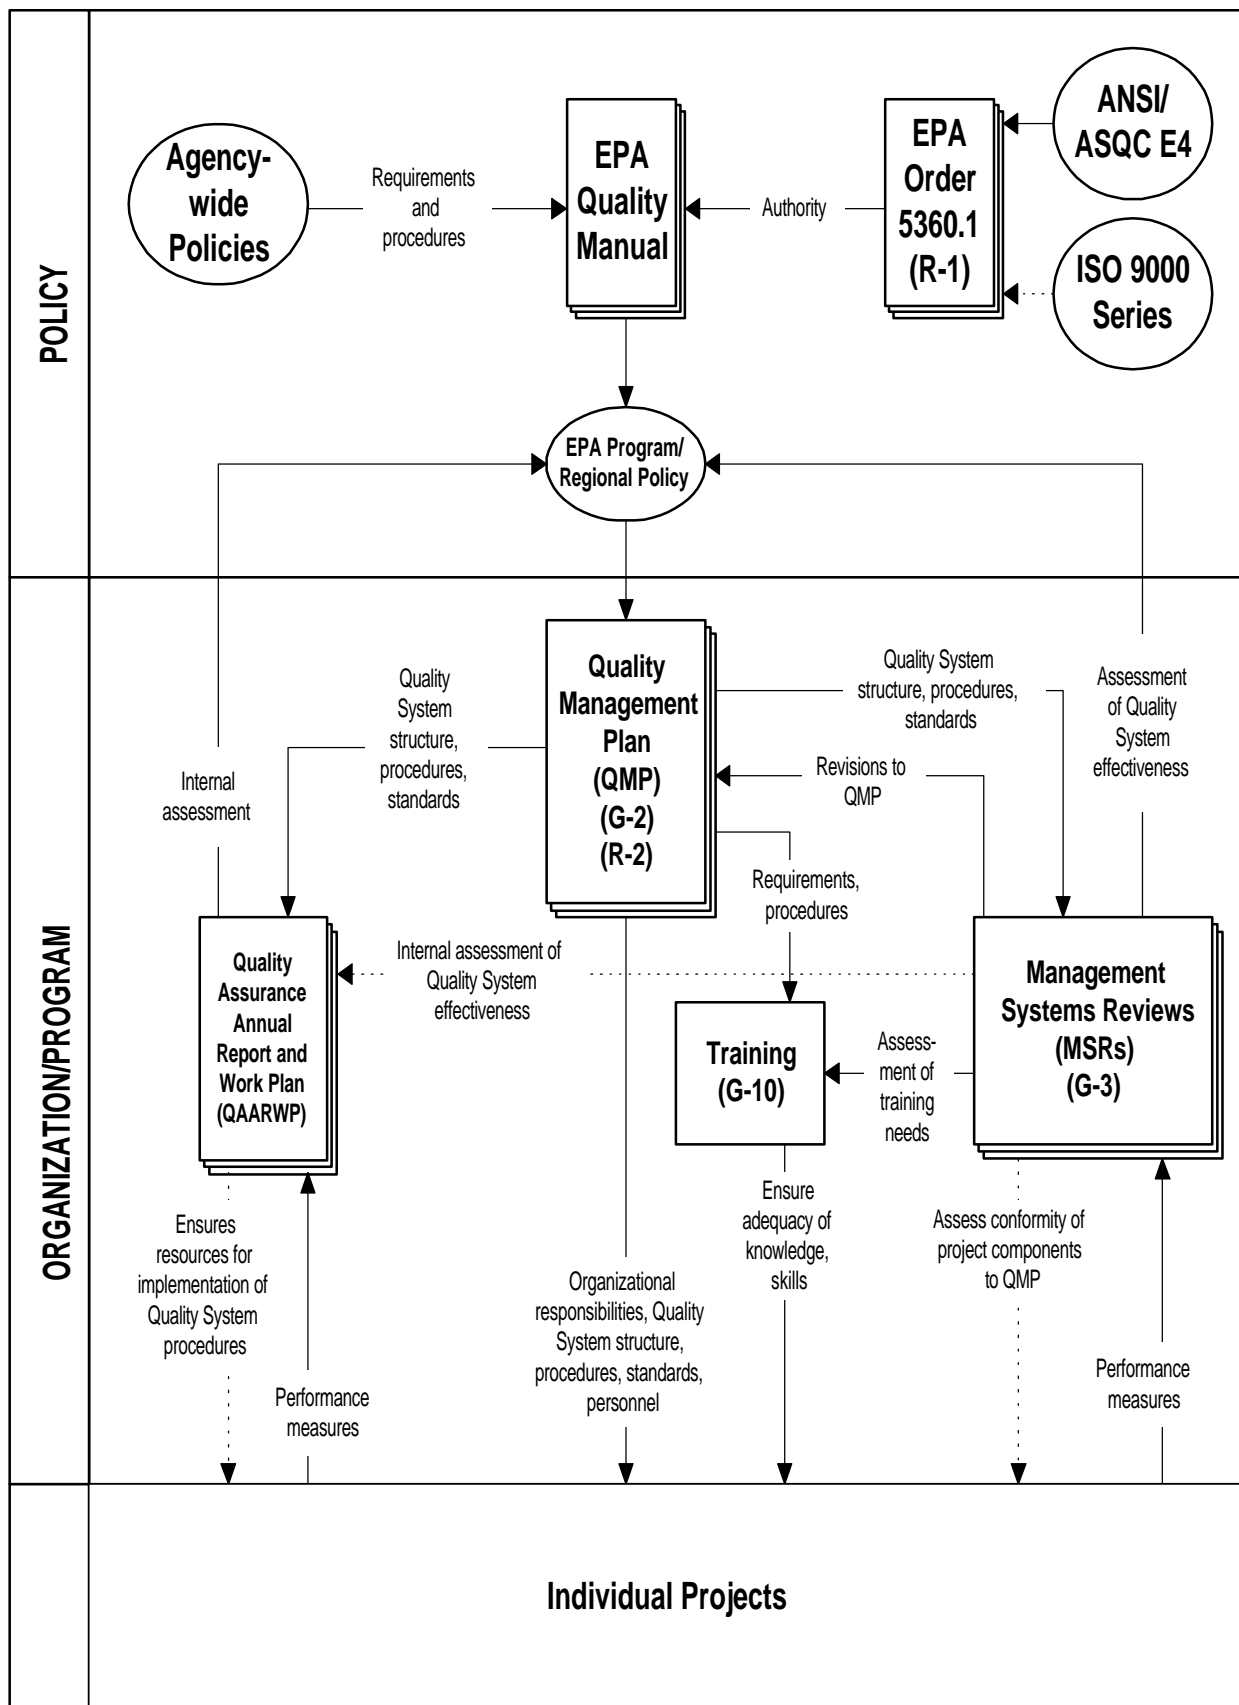 POLICY
Agency-
wide
Policies
Requirements
and
procedures
EPA
Quality
Manual
Authority
EPA
Order
5360.1
(R-1)
ANSI/
ASQC E4
ISO 9000
Series
EPA Program/
Regional Policy
ORGANIZATION/PROGRAM
Internal
assessment
Quality
System
structure,
procedures,
standards
Quality
Management
Plan
(QMP)
(G-2)
(R-2)
Quality System
structure, procedures,
standards
Revisions to
QMP
Assessment
of Quality
System
effectiveness
Requirements,
procedures
Quality
Assurance
Annual
Report and
Work Plan
(QAARWP)
Internal assessment of
Quality System
effectiveness
Training
(G-10)
Assess-
ment of
training
needs
Management
Systems Reviews
(MSRs)
(G-3)
Ensures
resources for
implementation of
Quality System
procedures
Performance
measures
Organizational
responsibilities, Quality
System structure,
procedures, standards,
personnel
Ensure
adequacy of
knowledge,
skills
Assess conformity of
project components
to QMP
Performance
measures
Individual Projects